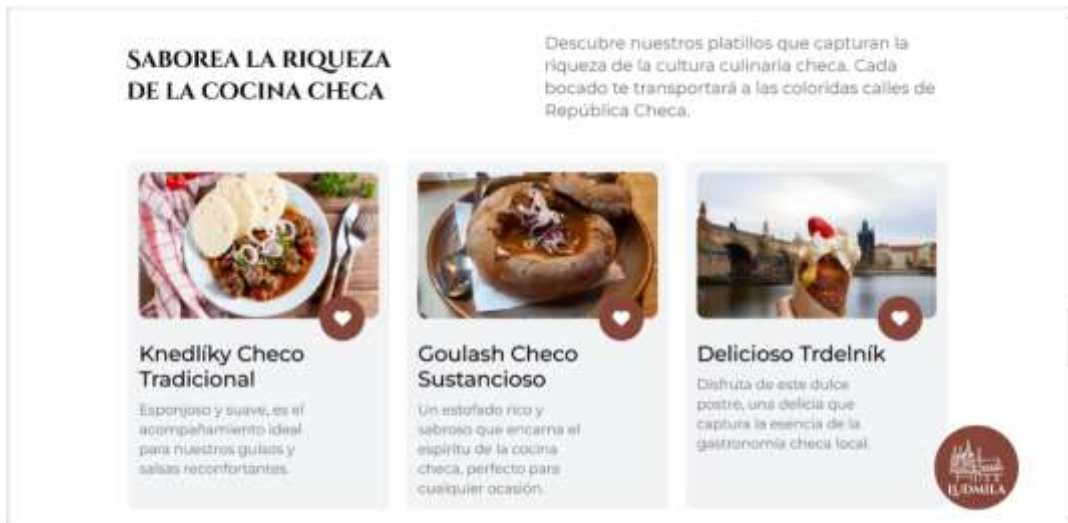 SABOREA LA RIQUEZA
DE LA COCINA CHECA
Descubre nuestros platillos que capturan la
riqueza de la cultura culinaria checa. Cada
bocado te transportará a las coloridas calles de
República Checa.
Knedlíky Checo
Tradicional
Esponjoso y suave, es el
acompañamiento ideal
para nuestros guisos y
salsas reconfortantes.
Goulash Checo
Sustancioso
Un estofado rico y
sabroso que encarna el
espíritu de la cocina
checa, perfecto para
cualquier ocasión.
Delicioso Trdelník
Disfruta de este dulce
postre, una delicia que
captura la esencia de la
gastronomía checa local.
LUDMILA